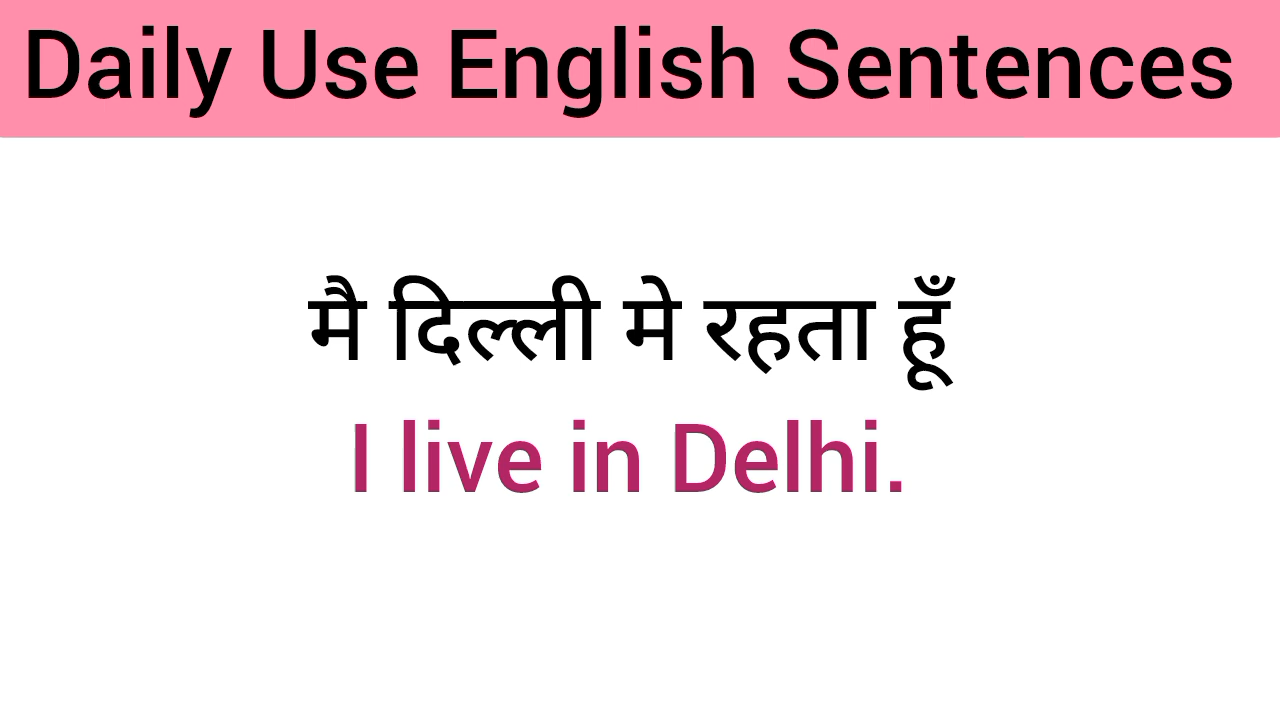 Daily Use English Sentences
मै दिल्ली मे रहता हूँ
I live in Delhi.